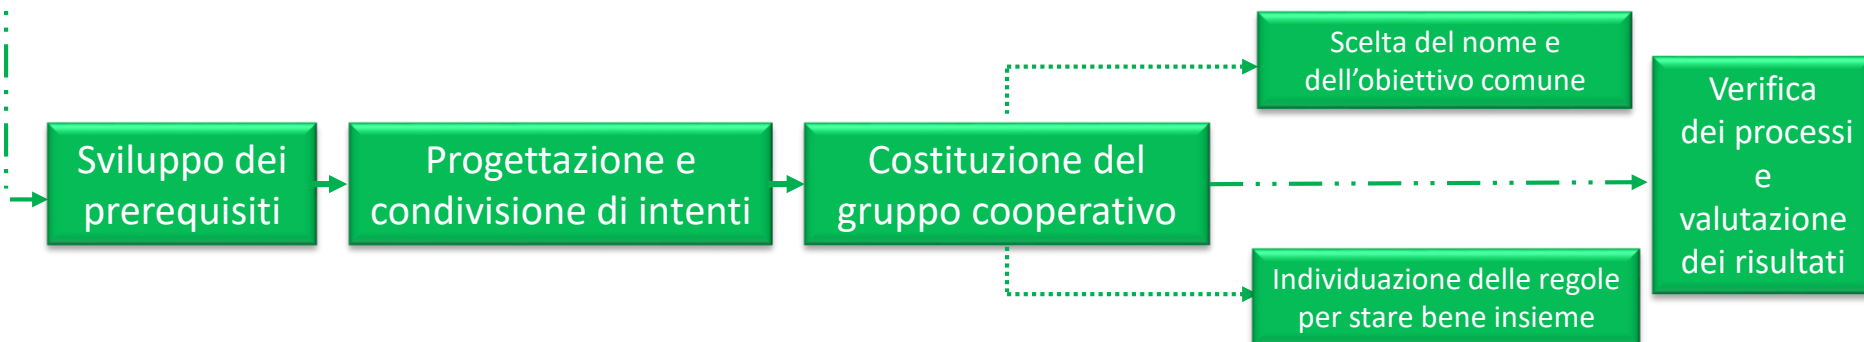 Sviluppo dei
prerequisiti
Progettazione e
condivisione di intenti
Costituzione del
gruppo cooperativo
Scelta del nome e
dell’obiettivo comune
Individuazione delle regole
per stare bene insieme
Verifica
dei processi
e
valutazione
dei risultati